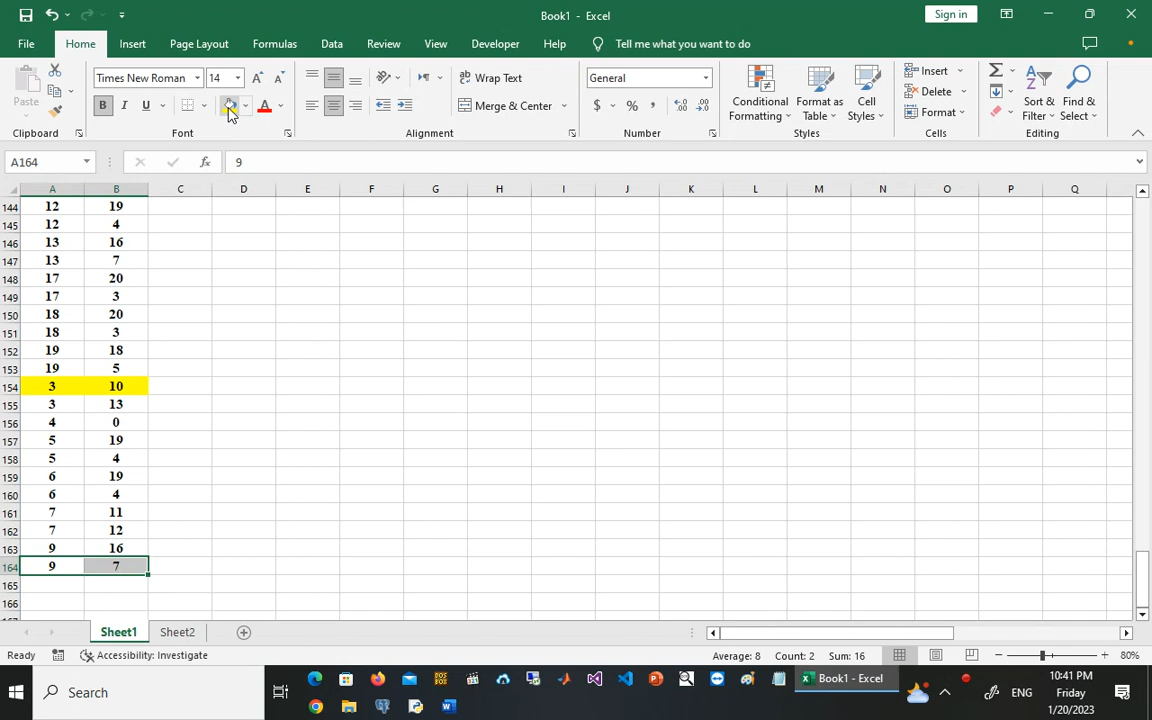 Book1 - Excel
Sign in
File Home Insert Page Layout Formulas Data Review View Developer Help Tell me what you want to do
Times New Roman 14
Paste
B I U A
Wrap Text
Merge & Center
General
$ % ,
Conditional Formatting
Format as Table
Cell Styles
Insert
Delete
Format
Sort & Filter
Find & Select
Clipboard Font Alignment Number Styles Cells Editing
A164 fx 9
A B C D E F G H I J K L M N O P Q
144 12 19
145 12 4
146 13 16
147 13 7
148 17 20
149 17 3
150 18 20
151 18 3
152 19 18
153 19 5
154 3 10
155 3 13
156 4 0
157 5 19
158 5 4
159 6 19
160 6 4
161 7 11
162 7 12
163 9 16
164 9 7
165
166
Sheet1 Sheet2
Ready Accessibility: Investigate Average: 8 Count: 2 Sum: 16 80%
Search
Book1 - Excel
ENG
10:41 PM
Friday
1/20/2023